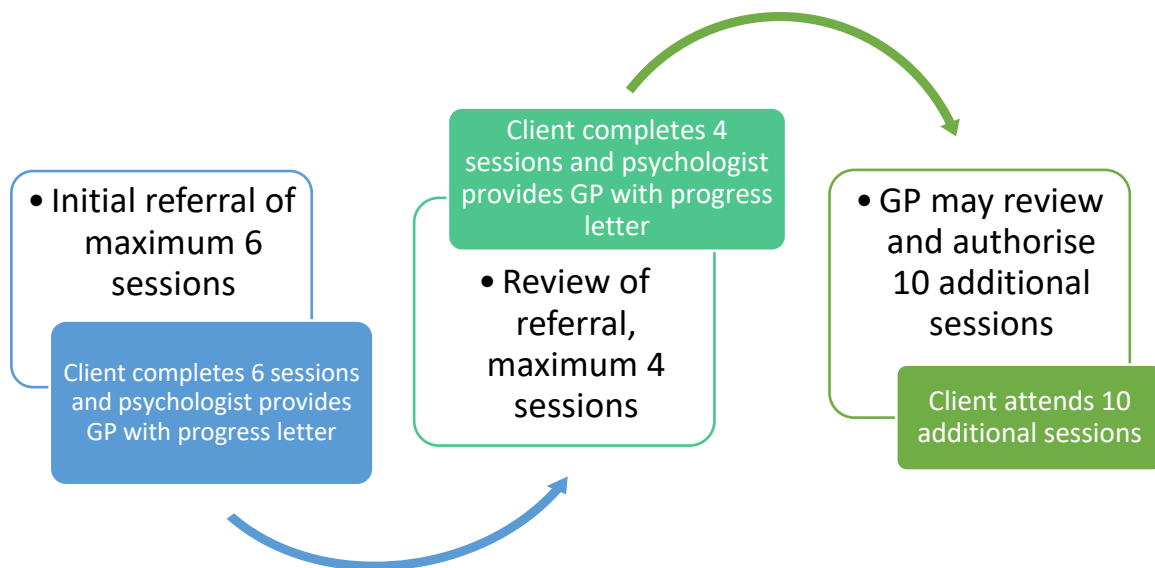 • Initial referral of
maximum 6
sessions
Client completes 6 sessions
and psychologist provides
GP with progress letter
Client completes 4
sessions and psychologist
provides GP with progress
letter
• Review of
referral,
maximum 4
sessions
• GP may review
and authorise
10 additional
sessions
Client attends 10
additional sessions